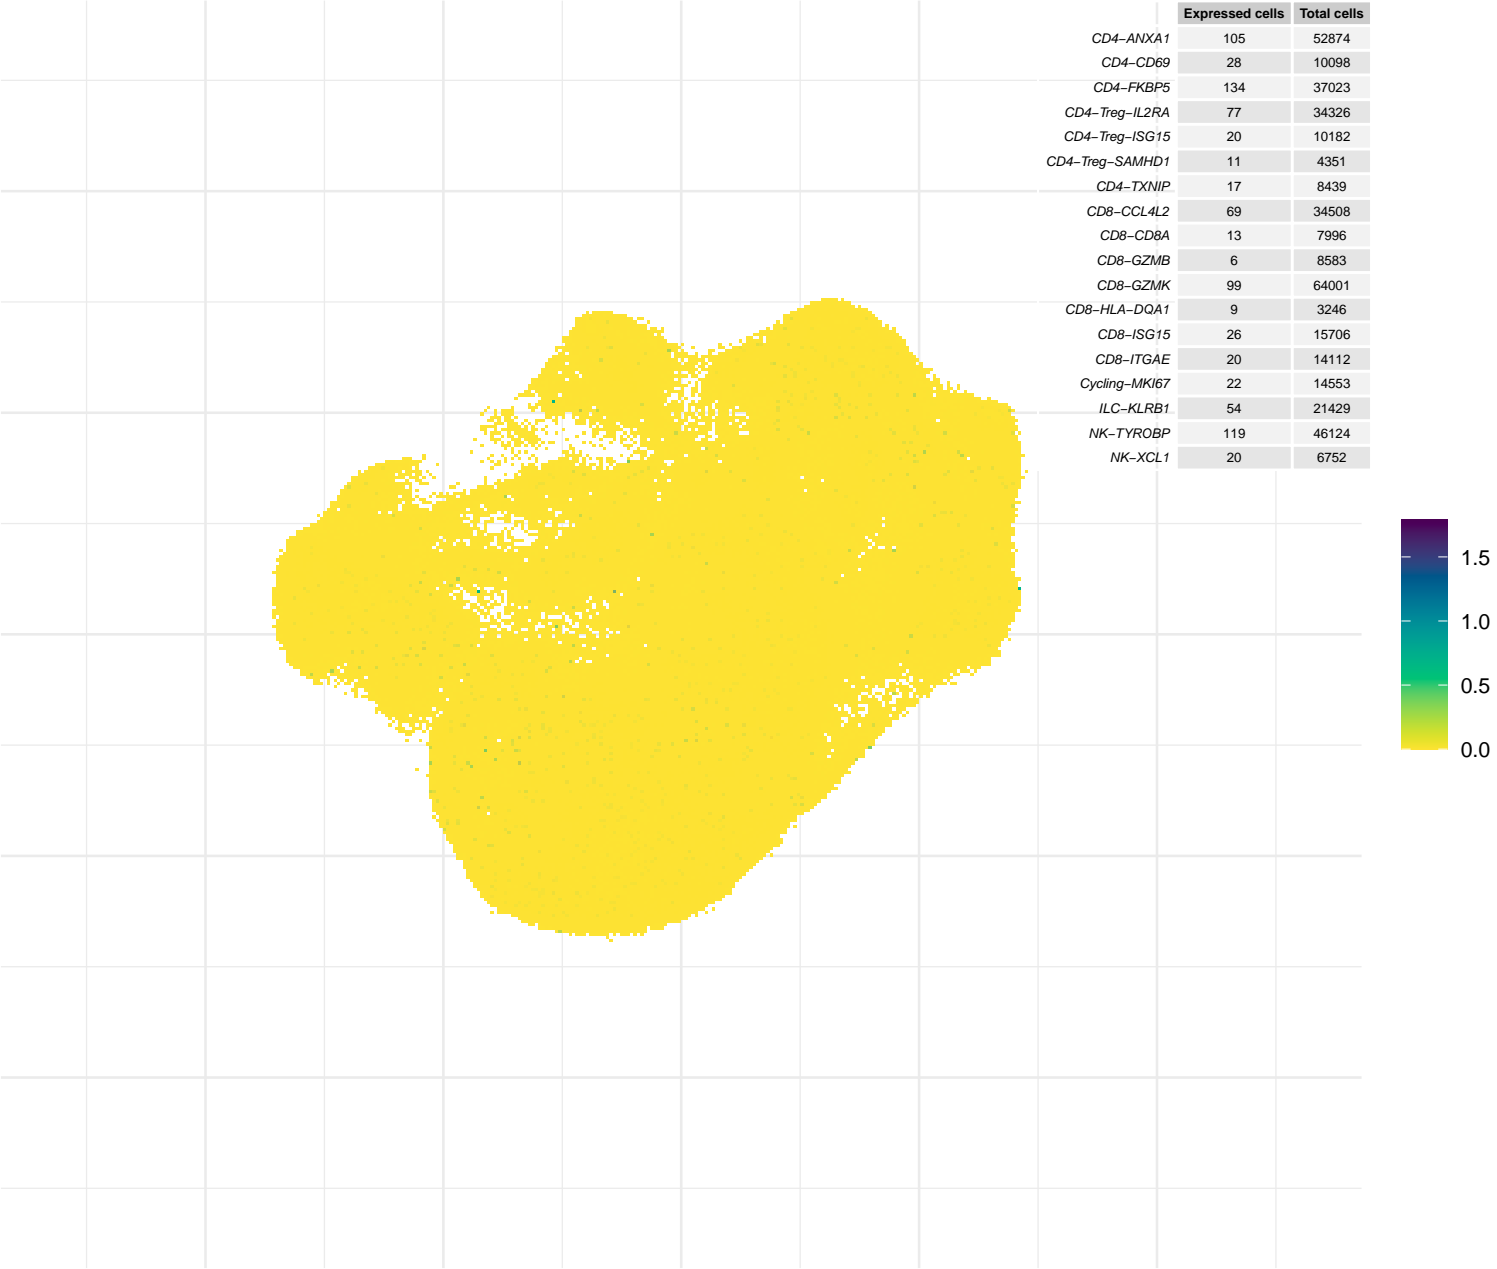 Expressed cells Total cells
CD4−ANXA1 105 52874
CD4−CD69 28 10098
CD4−FKBP5 134 37023
CD4−Treg−IL2RA 77 34326
CD4−Treg−ISG15 20 10182
CD4−Treg−SAMHD1 11 4351
CD4−TXNIP 17 8439
CD8−CCL4L2 69 34508
CD8−CD8A 13 7996
CD8−GZMB 6 8583
CD8−GZMK 99 64001
CD8−HLA−DQA1 9 3246
CD8−ISG15 26 15706
CD8−ITGAE 20 14112
Cycling−MKI67 22 14553
ILC−KLRB1 54 21429
NK−TYROBP 119 46124
NK−XCL1 20 6752
1.5
1.0
0.5
0.0